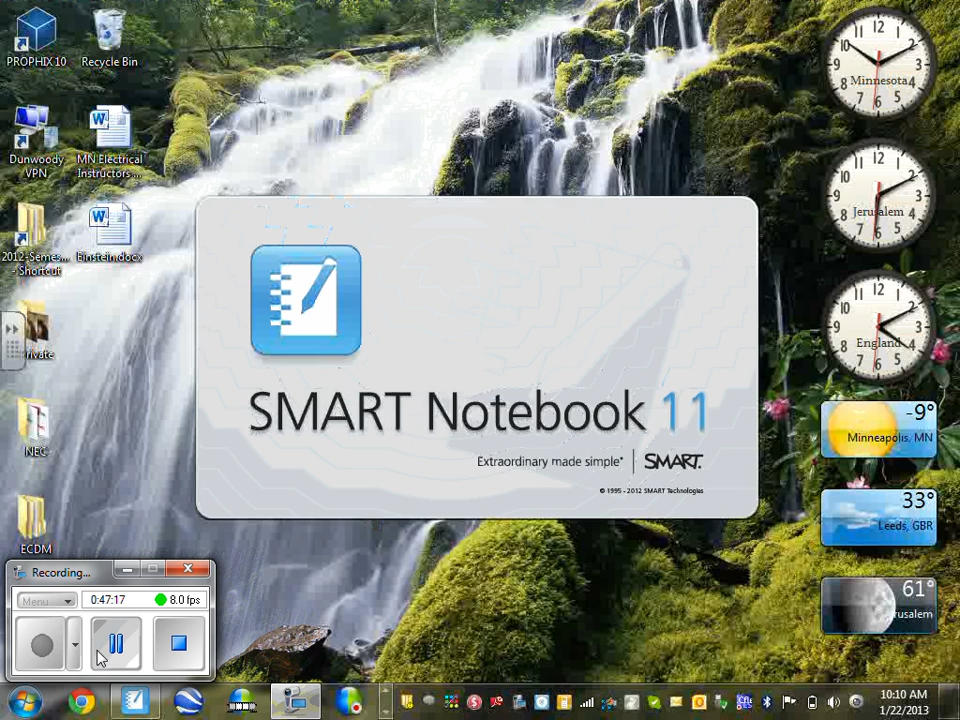 PROPHIX 10
Recycle Bin
Dunwoody
VPN
MN Electrical
Instructors ...
2012-Semes...
- Shortcut
Einstein.docx
INEC
ECDM
Minnesota
Jerusalem
England
SMART Notebook 11
Extraordinary made simple™ | SMART.
© 1995 - 2012 SMART Technologies
-9°
Minneapolis, MN
33°
Leeds, GBR
61°
Recording...
Menu
0:47:17
8.0 fps
10:10 AM
1/22/2013